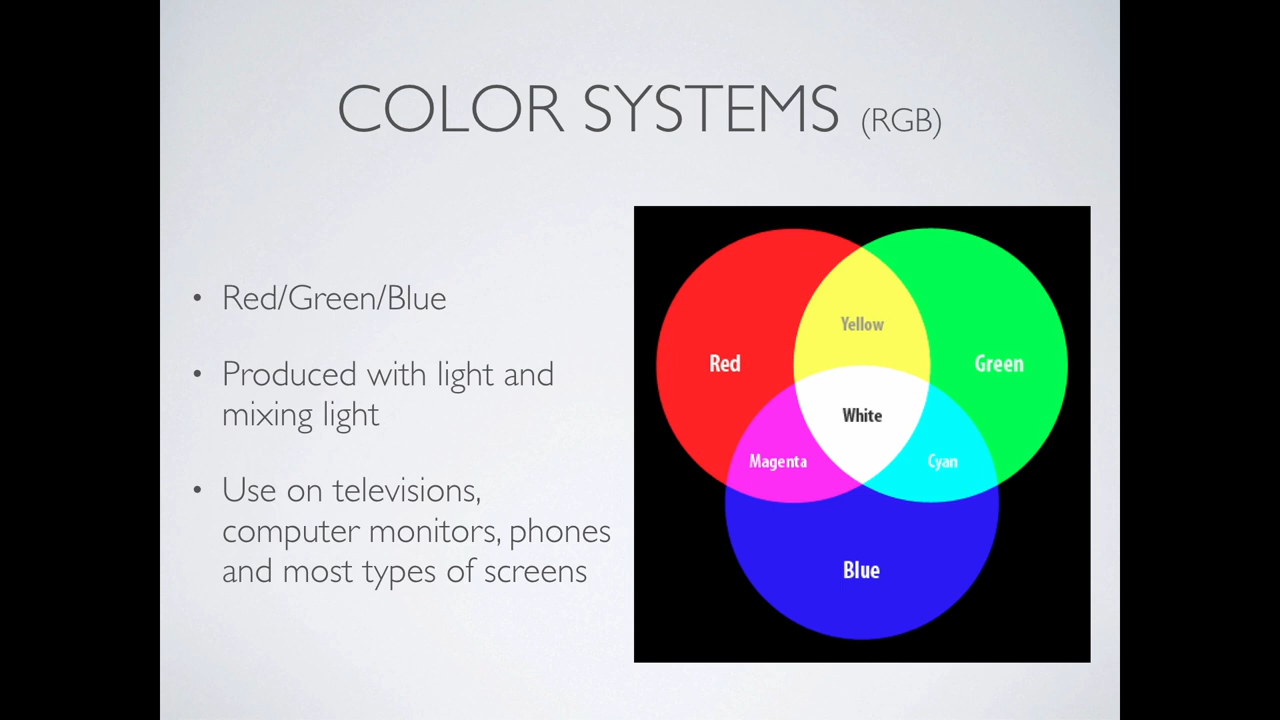 COLOR SYSTEMS (RGB)
• Red/Green/Blue
• Produced with light and
mixing light
• Use on televisions,
computer monitors, phones
and most types of screens
Yellow
Red
Green
White
Magenta
Cyan
Blue